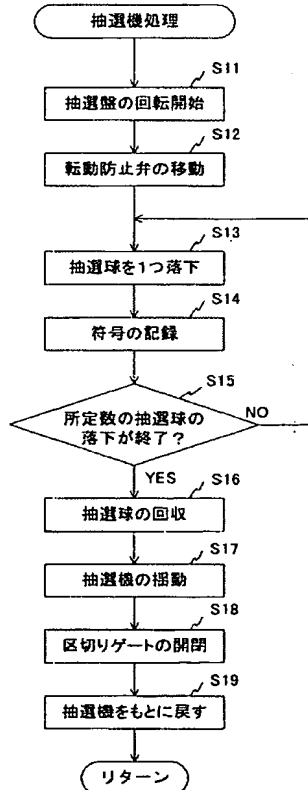 抽選機処理
S11
抽選盤の回転開始
S12
転動防止弁の移動
S13
抽選球を1つ落下
S14
符号の記録
S15
所定数の抽選球の
落下が終了？
NO
YES
S16
抽選球の回収
S17
抽選機の揺動
S18
区切りゲートの開閉
S19
抽選機をもとに戻す
リターン